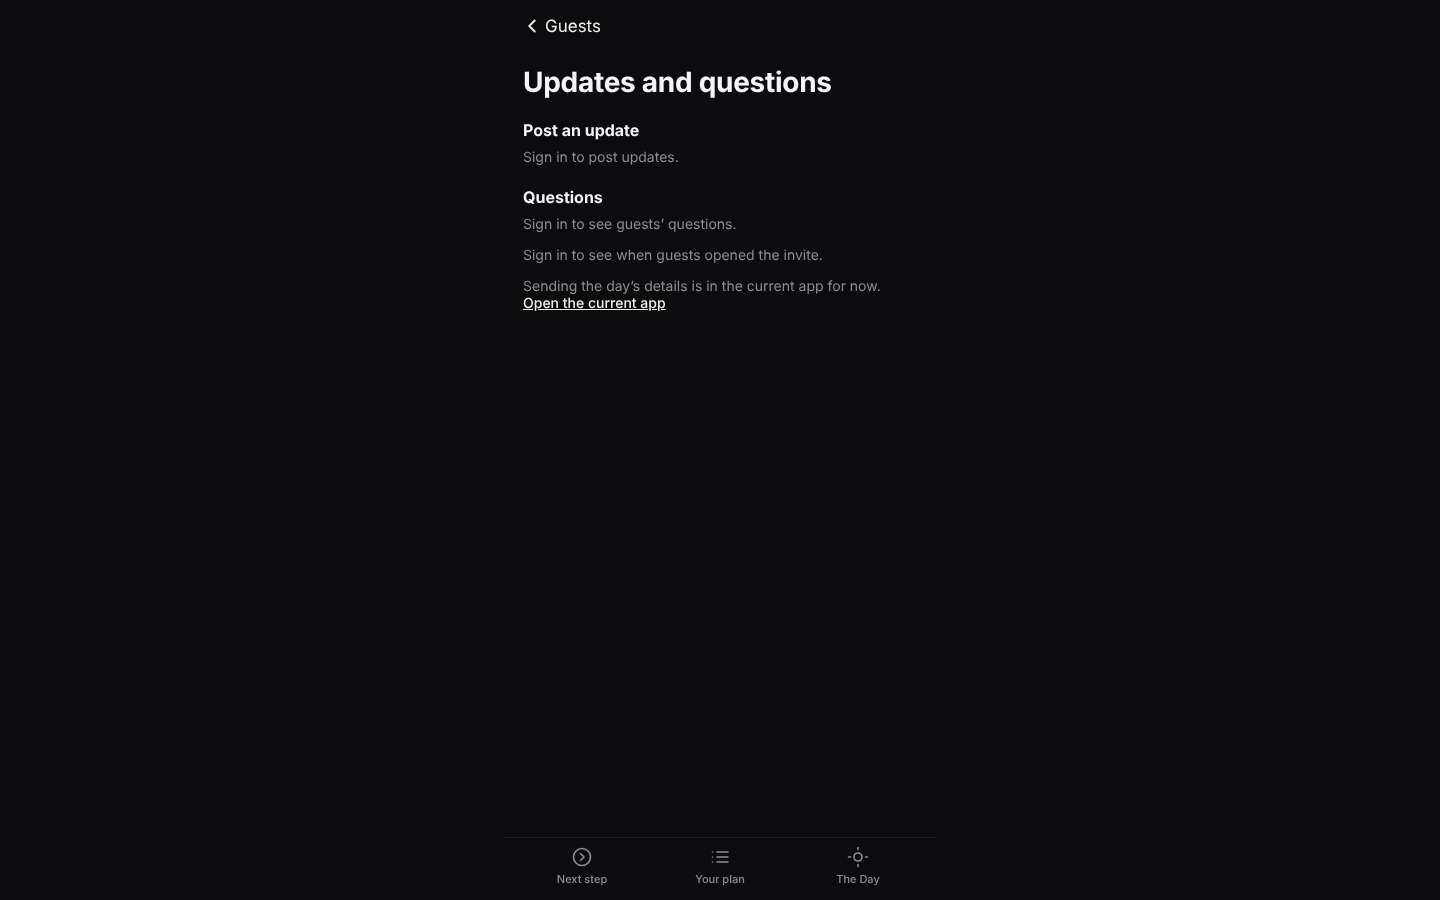 Guests
Updates and questions
Post an update
Sign in to post updates.
Questions
Sign in to see guests’ questions.
Sign in to see when guests opened the invite.
Sending the day’s details is in the current app for now.
Open the current app
Next step
Your plan
The Day